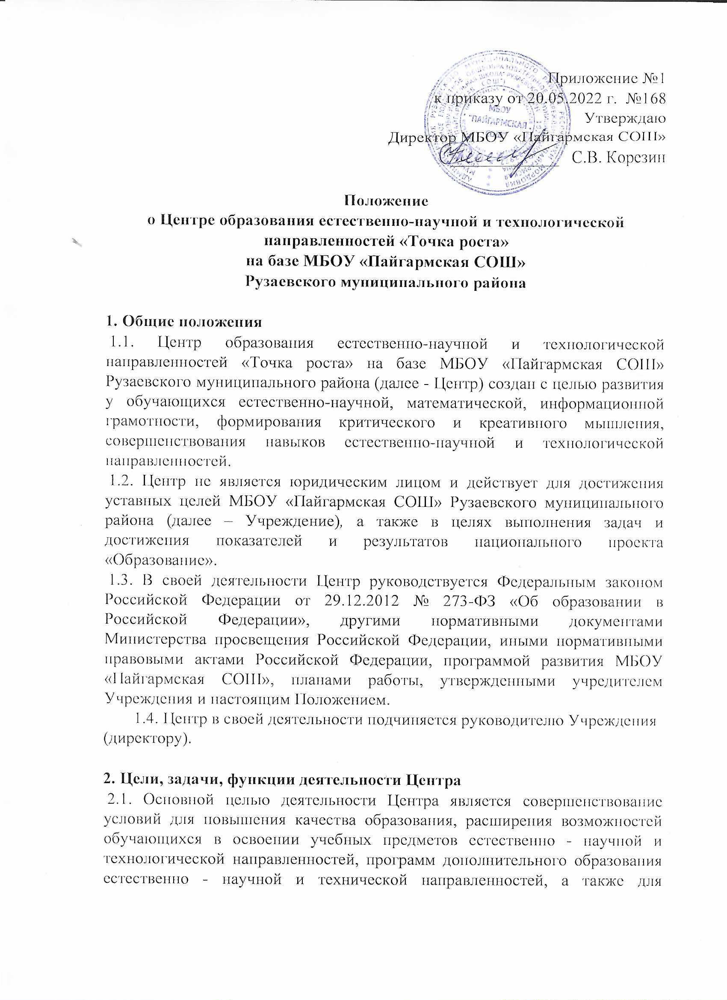 Приложение №1
к приказу от 20.05.2022 г. №168
Утверждаю
Директор МБОУ «Пайгармская СОШ»
С.В. Корезин
МБОУ
"ПАЙГАРМСКАЯ
Положение
о Центре образования естественно-научной и технологической
направленностей «Точка роста»
на базе МБОУ «Пайгармская СОШ»
Рузаевского муниципального района
1. Общие положения
1.1. Центр образования естественно-научной и технологической
направленностей «Точка роста» на базе МБОУ «Пайгармская СОШ»
Рузаевского муниципального района (далее - Центр) создан с целью развития
у обучающихся естественно-научной, математической, информационной
грамотности, формирования критического и креативного мышления,
совершенствования навыков естественно-научной и технологической
направленностей.
1.2. Центр не является юридическим лицом и действует для достижения
уставных целей МБОУ «Пайгармская СОШ» Рузаевского муниципального
района (далее – Учреждение), а также в целях выполнения задач и
достижения показателей и результатов национального проекта
«Образование».
1.3. В своей деятельности Центр руководствуется Федеральным законом
Российской Федерации от 29.12.2012 № 273-ФЗ «Об образовании в
Российской Федерации», другими нормативными документами
Министерства просвещения Российской Федерации, иными нормативными
правовыми актами Российской Федерации, программой развития МБОУ
«Пайгармская СОШ», планами работы, утвержденными учредителем
Учреждения и настоящим Положением.
1.4. Центр в своей деятельности подчиняется руководителю Учреждения
(директору).
2. Цели, задачи, функции деятельности Центра
2.1. Основной целью деятельности Центра является совершенствование
условий для повышения качества образования, расширения возможностей
обучающихся в освоении учебных предметов естественно - научной и
технологической направленностей, программ дополнительного образования
естественно - научной и технической направленностей, а также для